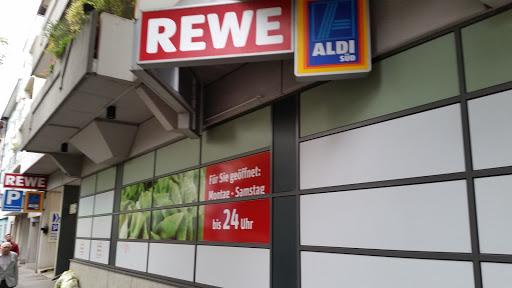 REWE
ALDI
SÜD
Für Sie geöffnet:
Montag - Samstag
bis 24 Uhr
REWE
P